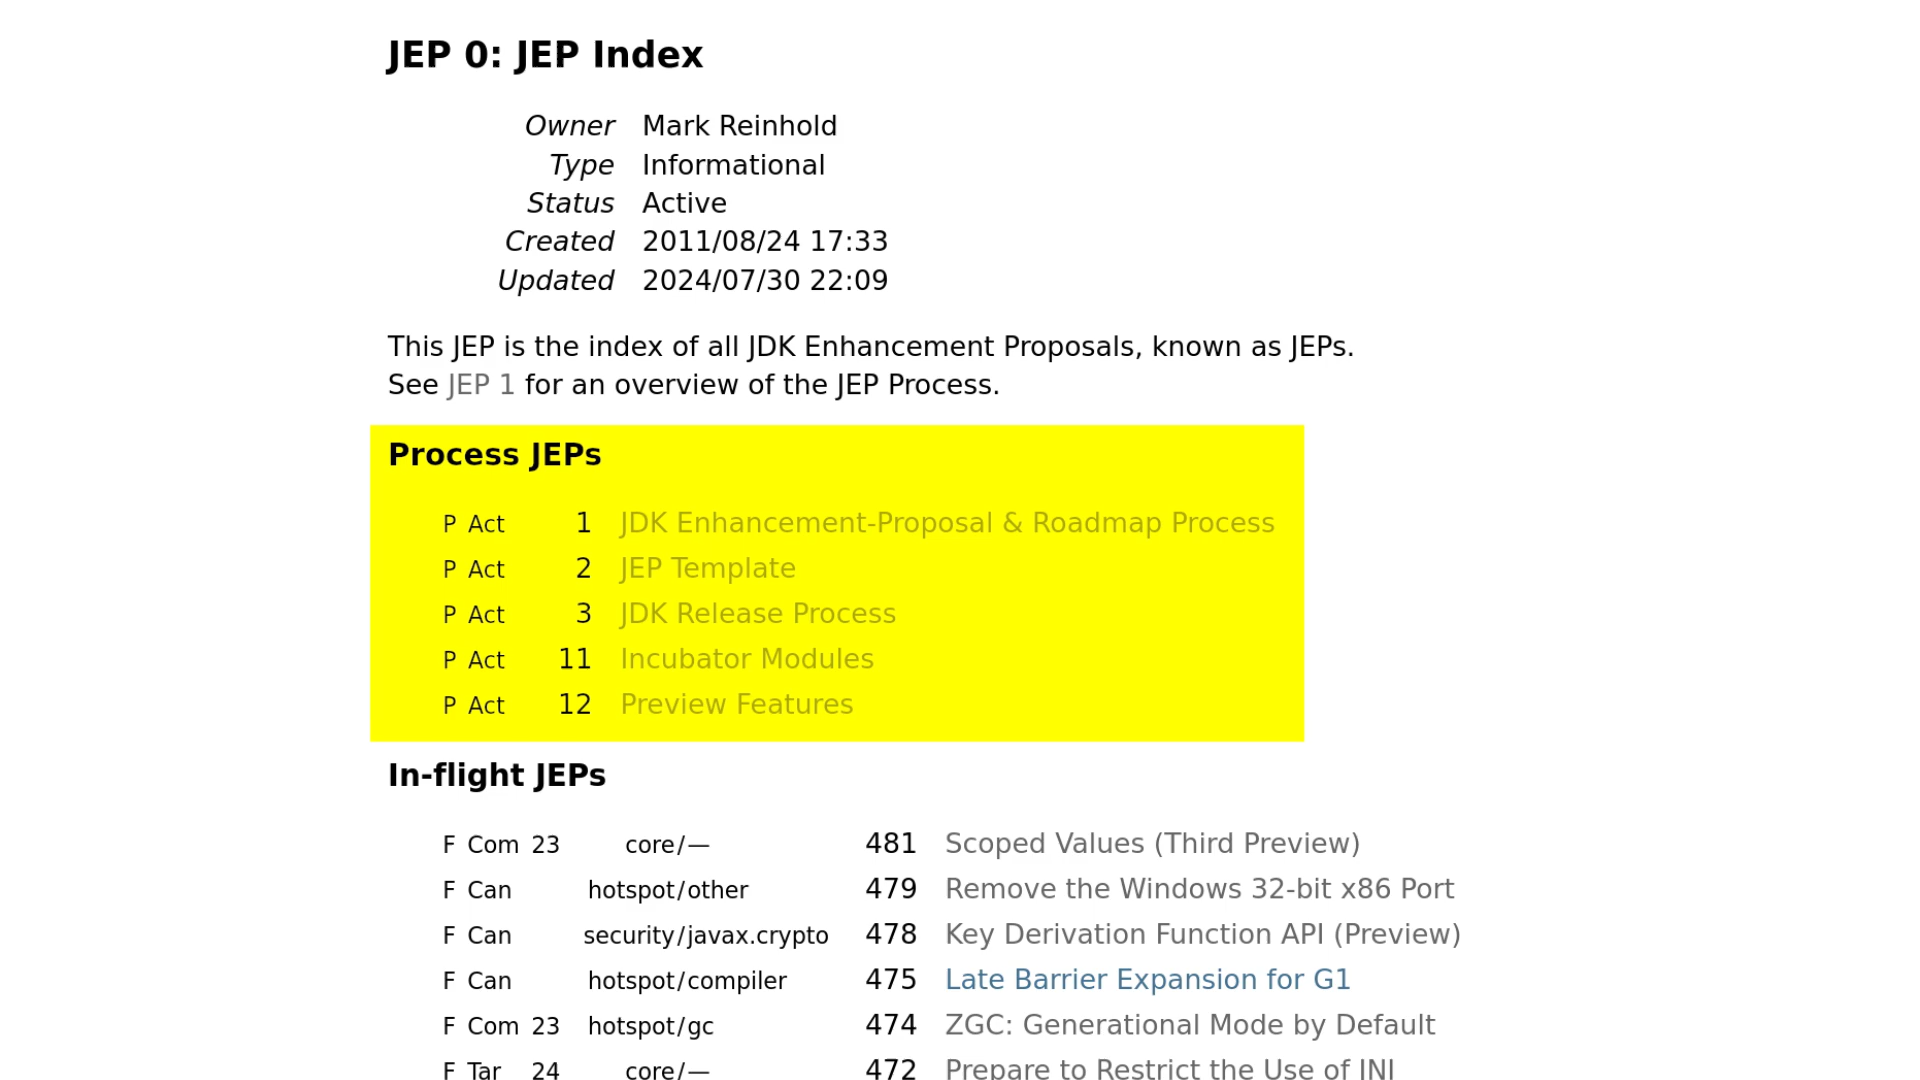 JEP 0: JEP Index
Owner Mark Reinhold
Type Informational
Status Active
Created 2011/08/24 17:33
Updated 2024/07/30 22:09
This JEP is the index of all JDK Enhancement Proposals, known as JEPs.
See JEP 1 for an overview of the JEP Process.
Process JEPs
P Act 1 JDK Enhancement-Proposal & Roadmap Process
P Act 2 JEP Template
P Act 3 JDK Release Process
P Act 11 Incubator Modules
P Act 12 Preview Features
In-flight JEPs
F Com 23 core/— 481 Scoped Values (Third Preview)
F Can hotspot/other 479 Remove the Windows 32-bit x86 Port
F Can security/javax.crypto 478 Key Derivation Function API (Preview)
F Can hotspot/compiler 475 Late Barrier Expansion for G1
F Com 23 hotspot/gc 474 ZGC: Generational Mode by Default
F Tar 24 core/— 472 Prepare to Restrict the Use of JNI